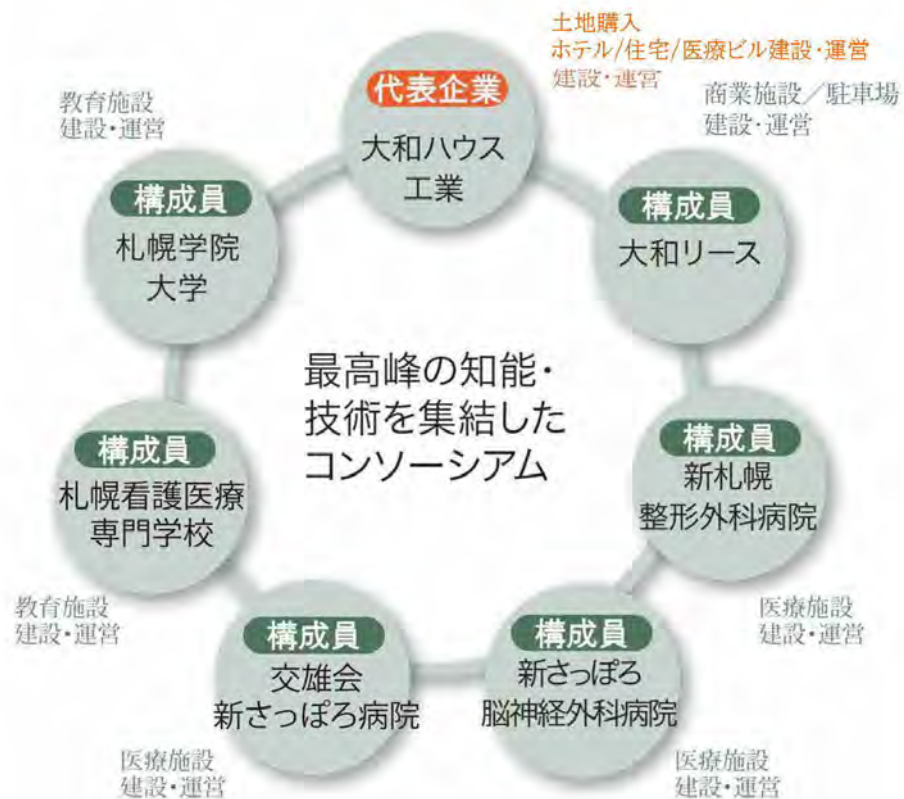 土地購入
ホテル/住宅/医療ビル建設・運営
建設・運営
代表企業
大和ハウス
工業
商業施設／駐車場
建設・運営
構成員
大和リース
構成員
新札幌
整形外科病院
医療施設
建設・運営
構成員
新さっぽろ
脳神経外科病院
医療施設
建設・運営
構成員
交雄会
新さっぽろ病院
医療施設
建設・運営
構成員
札幌看護医療
専門学校
教育施設
建設・運営
教育施設
建設・運営
構成員
札幌学院
大学
最高峰の知能・
技術を集結した
コンソーシアム